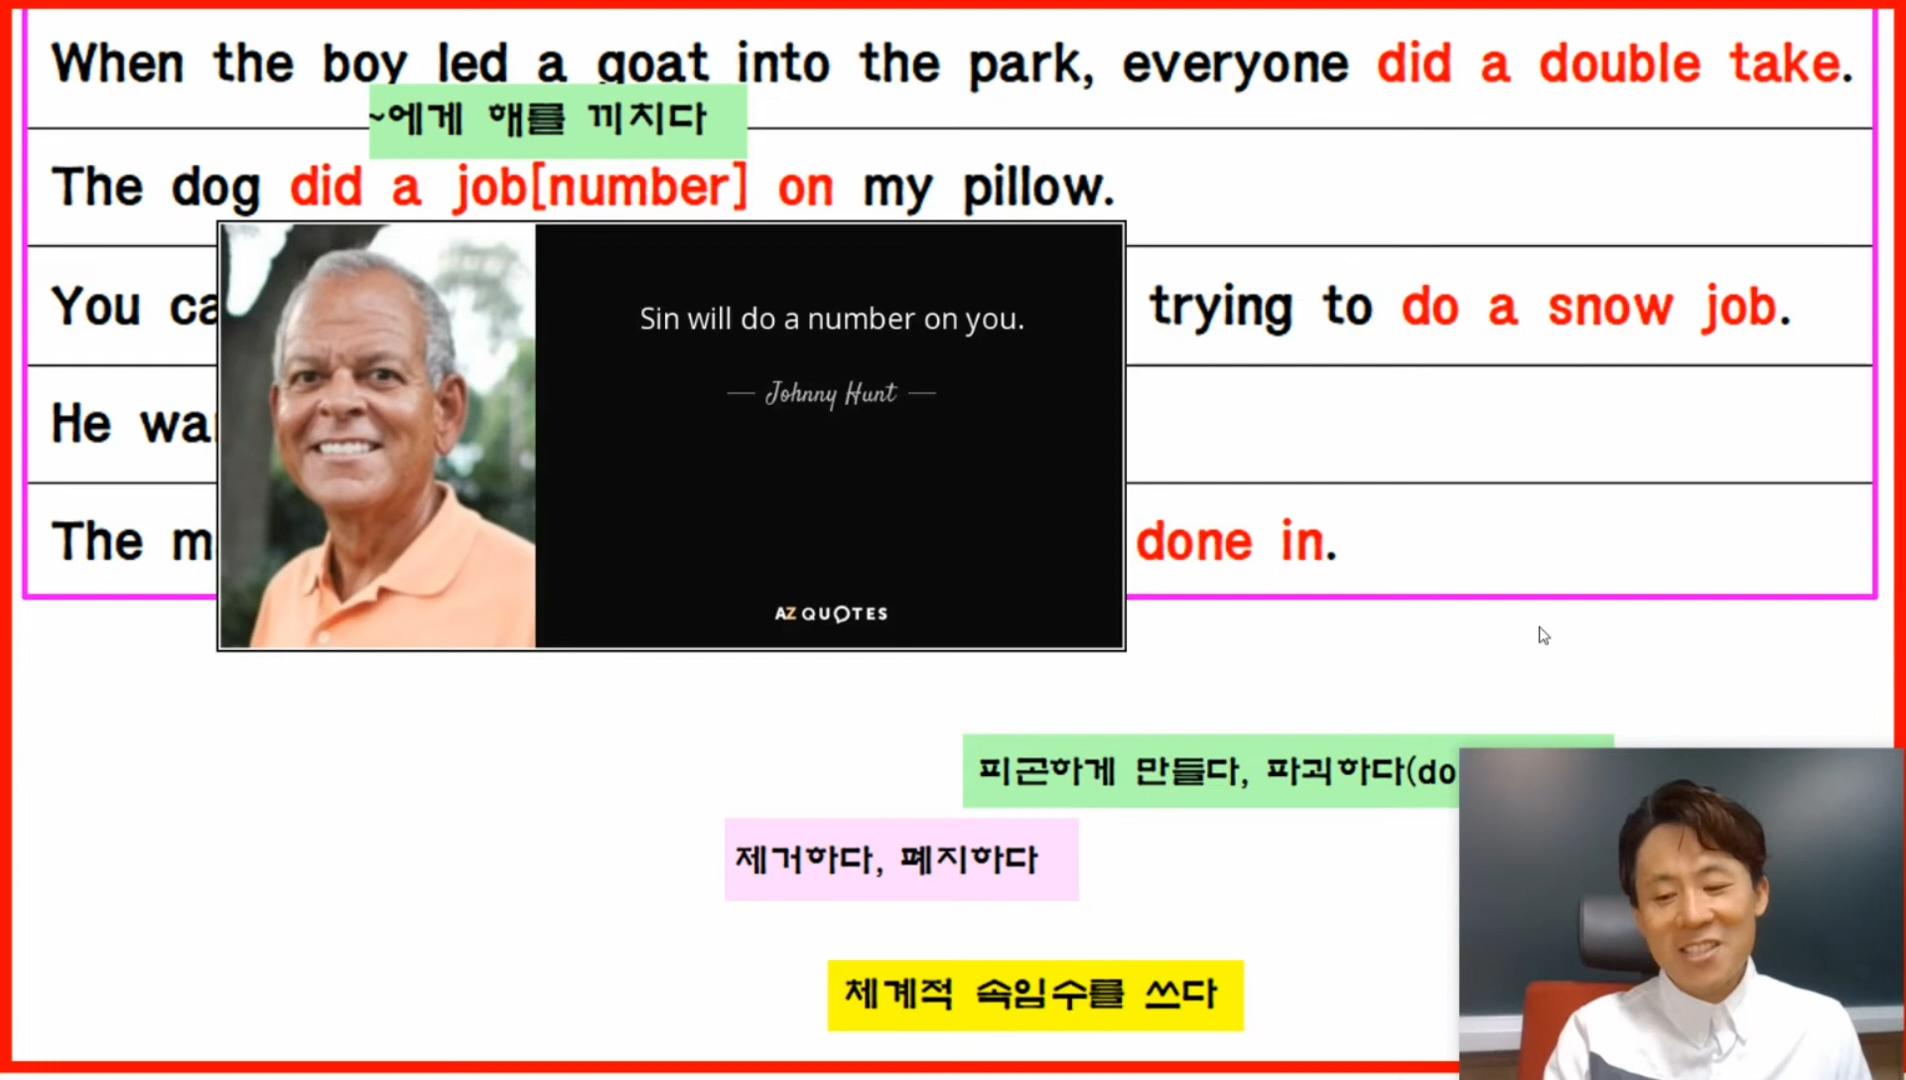 When the boy led a goat into the park, everyone did a double take.
~에게 해를 끼치다
The dog did a job[number] on my pillow.
You ca
trying to do a snow job.
He wa
The m
done in.
Sin will do a number on you.
— Johnny Hunt —
AZ QUOTES
피곤하게 만들다, 파괴하다(do
제거하다, 폐지하다
체계적 속임수를 쓰다